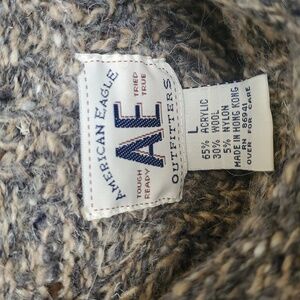 AMERICAN EAGLE
TOUGH READY
AE
TRIED TRUE
OUTFITTERS
L
65% ACRYLIC
30% WOOL
5% NYLON
MADE IN HONG KONG
RN 86941
OVER FOR CARE